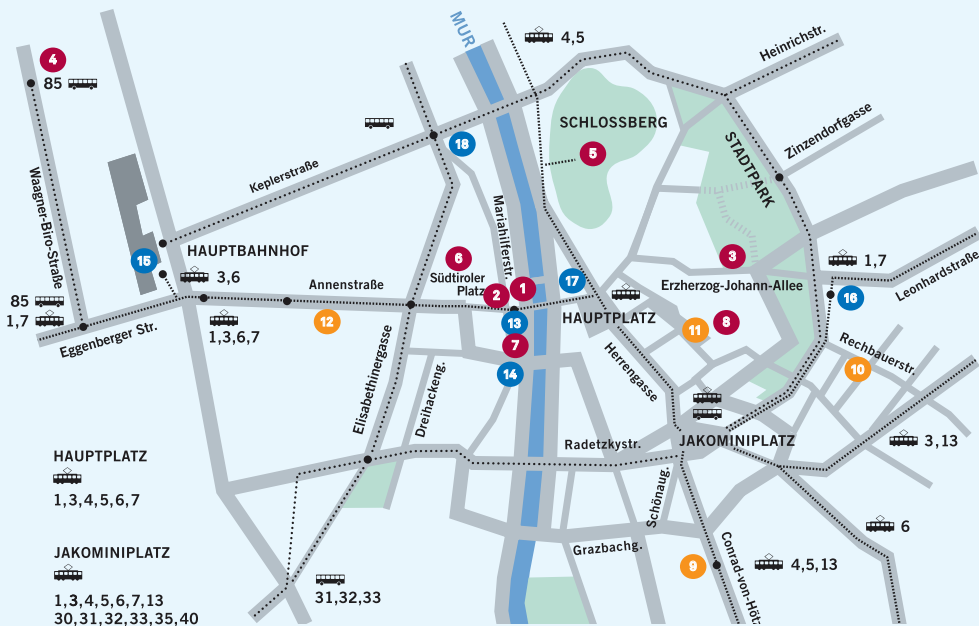 MUR
4,5
Heinrichstr.
4
85
SCHLOSSBERG
5
STADTPARK
Zinzendorfgasse
18
Keplerstraße
Waagner-Biro-Straße
Mariahilferstr.
HAUPTBAHNHOF
15
3,6
6
Südtiroler
Platz
2
1
17
3
Erzherzog-Johann-Allee
1,7
16
Leonhardstraße
85
1,7
Eggenberger Str.
1,3,6,7
Annenstraße
12
13
7
14
HAUPTPLATZ
11
8
Rechbauerstr.
10
Herrengasse
Elisabethinergasse
Dreihackeng.
Radetzkystr.
JAKOMINIPLATZ
3,13
HAUPTPLATZ
1,3,4,5,6,7
Schönaug.
6
Grazbachg.
JAKOMINIPLATZ
1,3,4,5,6,7,13
30,31,32,33,35,40
31,32,33
9
Conrad-von-Hötz
4,5,13